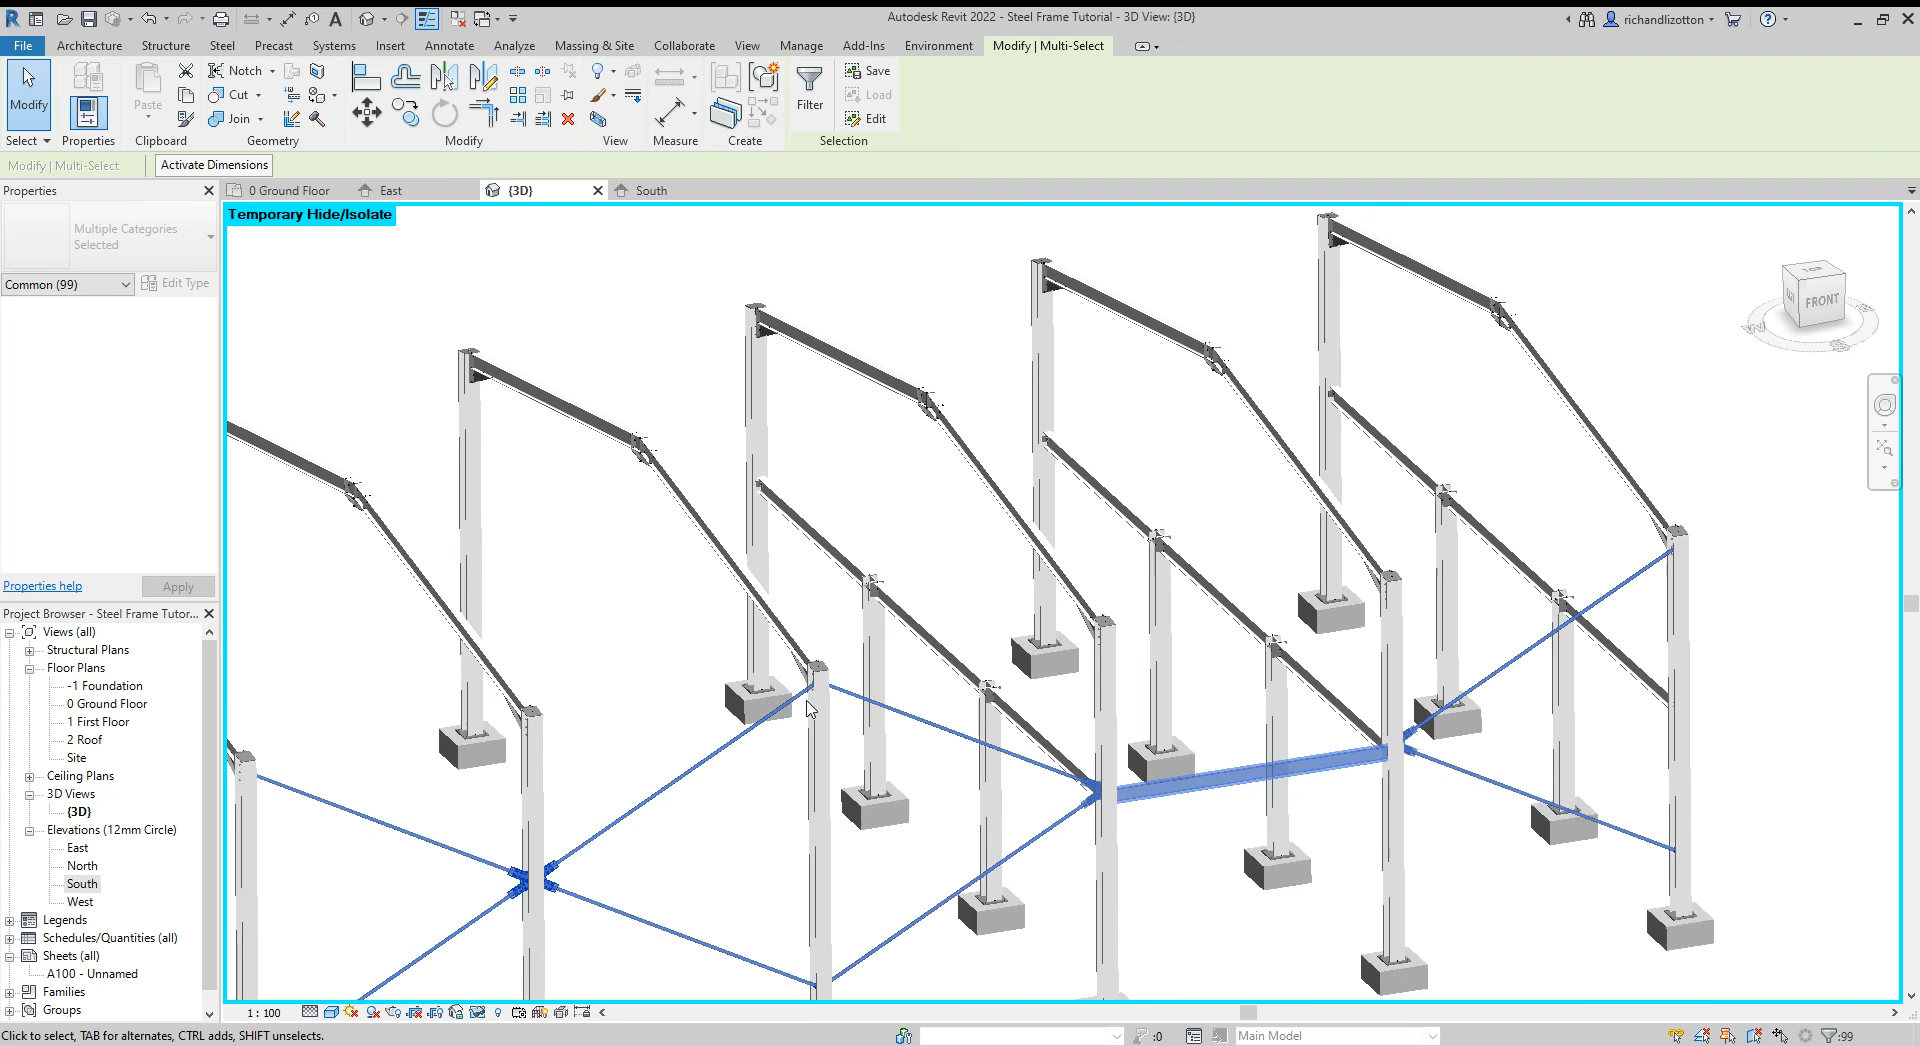 Autodesk Revit 2022 - Steel Frame Tutorial - 3D View: {3D}
richandlizotton
File Architecture Structure Steel Precast Systems Insert Annotate Analyze Massing & Site Collaborate View Manage Add-Ins Environment Modify | Multi-Select
Modify
Paste
Notch
Cut
Join
Filter
Save
Load
Edit
Select Properties Clipboard Geometry Modify View Measure Create Selection
Modify | Multi-Select Activate Dimensions
Properties
0 Ground Floor East {3D} South
Multiple Categories
Selected
Common (99) Edit Type
Properties help Apply
Project Browser - Steel Frame Tutor...
Views (all)
Structural Plans
Floor Plans
-1 Foundation
0 Ground Floor
1 First Floor
2 Roof
Site
Ceiling Plans
3D Views
{3D}
Elevations (12mm Circle)
East
North
South
West
Legends
Schedules/Quantities (all)
Sheets (all)
A100 - Unnamed
Families
Groups
Temporary Hide/Isolate
TOP
FRONT
1 : 100
Click to select, TAB for alternates, CTRL adds, SHIFT unselects.
:0
Main Model
:99